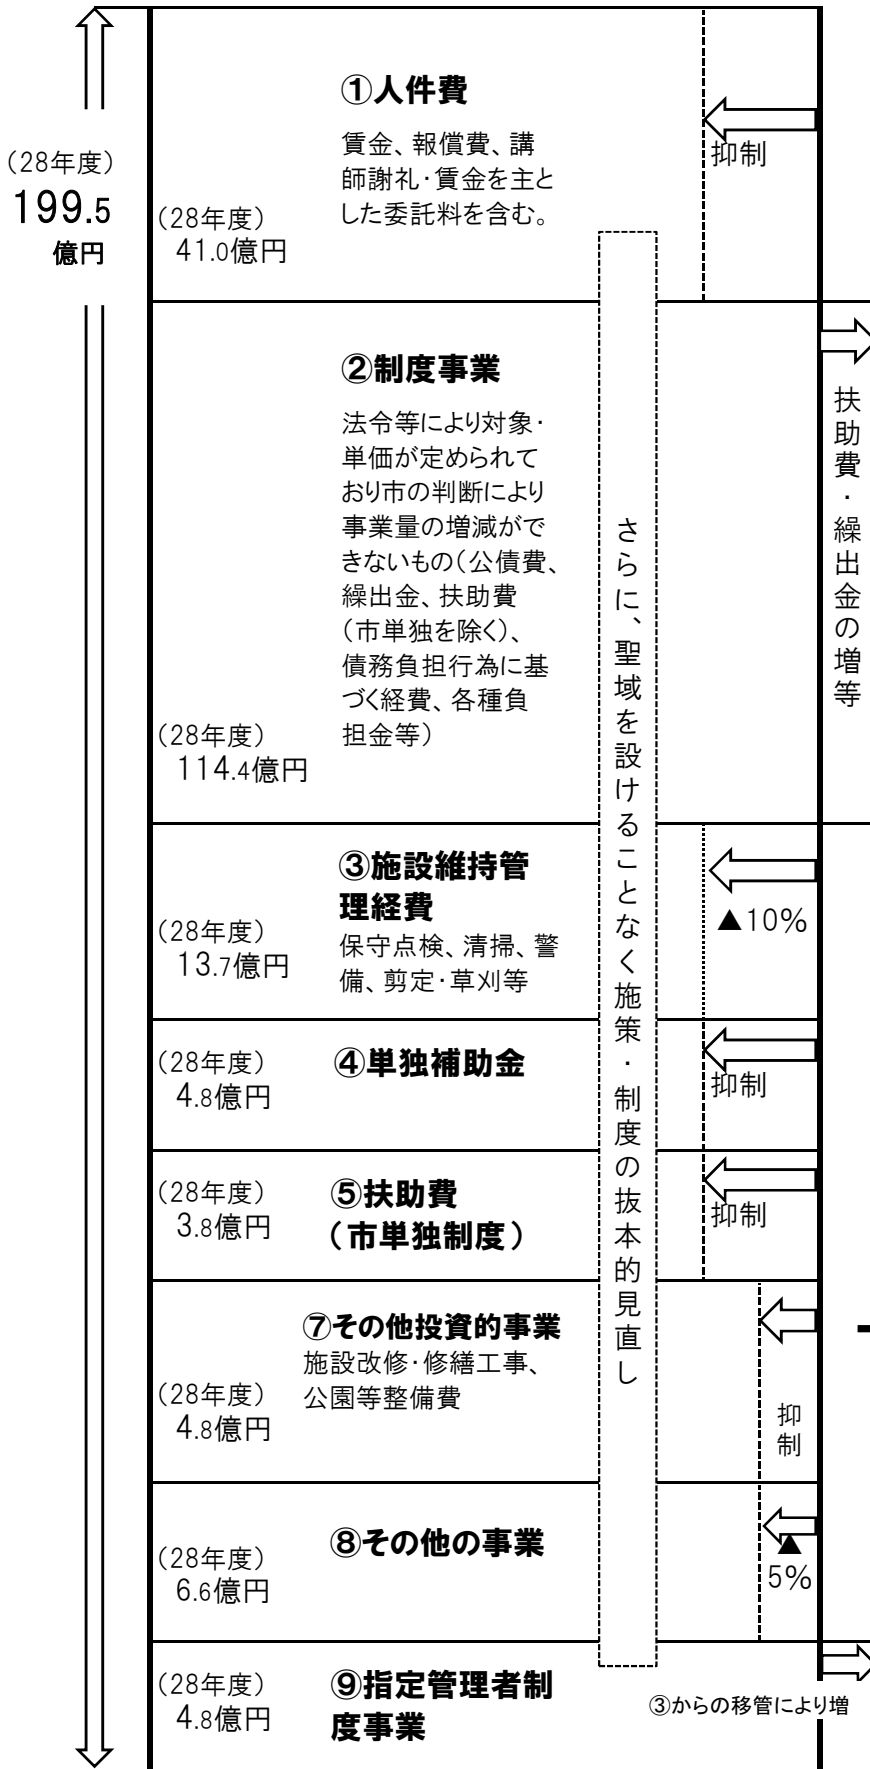 (28年度)
199.5
億円
①人件費
賃金、報償費、講
師謝礼・賃金を主と
した委託料を含む。
(28年度)
41.0億円
抑制
②制度事業
法令等により対象・
単価が定められて
おり市の判断により
事業量の増減がで
きないもの(公債費、
繰出金、扶助費
(市単独を除く)、
債務負担行為に基
づく経費、各種負
担金等)
(28年度)
114.4億円
扶助費・繰出金の増等
さらに、聖域を設けることなく施策・制度の抜本的見直し
③施設維持管
理経費
保守点検、清掃、警
備、剪定・草刈等
(28年度)
13.7億円
▲10%
④単独補助金
(28年度)
4.8億円
抑制
⑤扶助費
(市単独制度)
(28年度)
3.8億円
抑制
⑦その他投資的事業
施設改修・修繕工事、
公園等整備費
(28年度)
4.8億円
抑制
⑧その他の事業
(28年度)
6.6億円
▲
5%
⑨指定管理者制
度事業
(28年度)
4.8億円
③からの移管により増